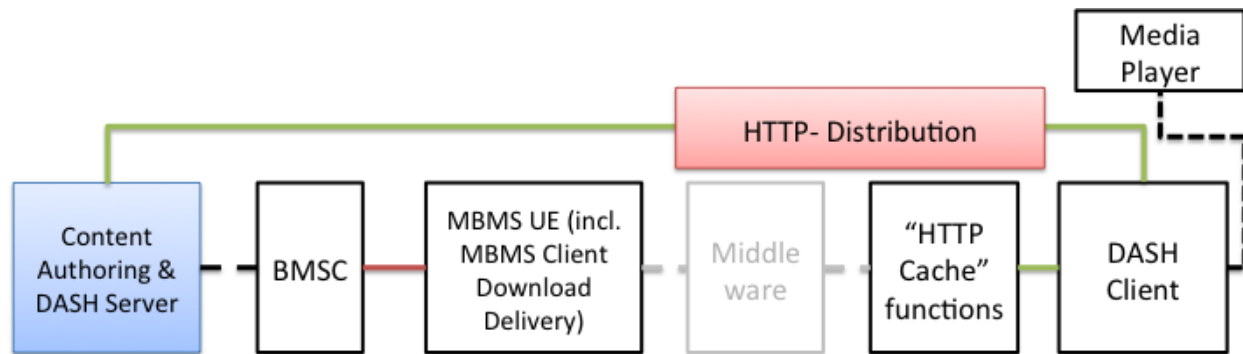 Media
Player
HTTP- Distribution
Content
Authoring &
DASH Server
BMSC
MBMS UE (incl.
MBMS Client
Download
Delivery)
Middle
ware
“HTTP
Cache”
functions
DASH
Client